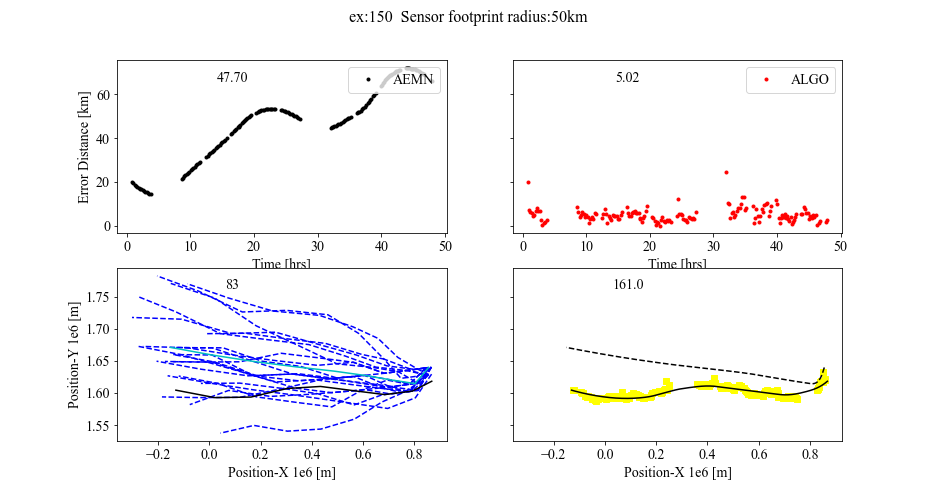 ex:150  Sensor footprint radius:50km
47.70
AEMN
Error Distance [km]
60
40
20
0
0 10 20 30 40 50
Time [hrs]
5.02
ALGO
0 10 20 30 40 50
Time [hrs]
83
Position-Y 1e6 [m]
1.75
1.70
1.65
1.60
1.55
−0.2 0.0 0.2 0.4 0.6 0.8
Position-X 1e6 [m]
161.0
−0.2 0.0 0.2 0.4 0.6 0.8
Position-X 1e6 [m]